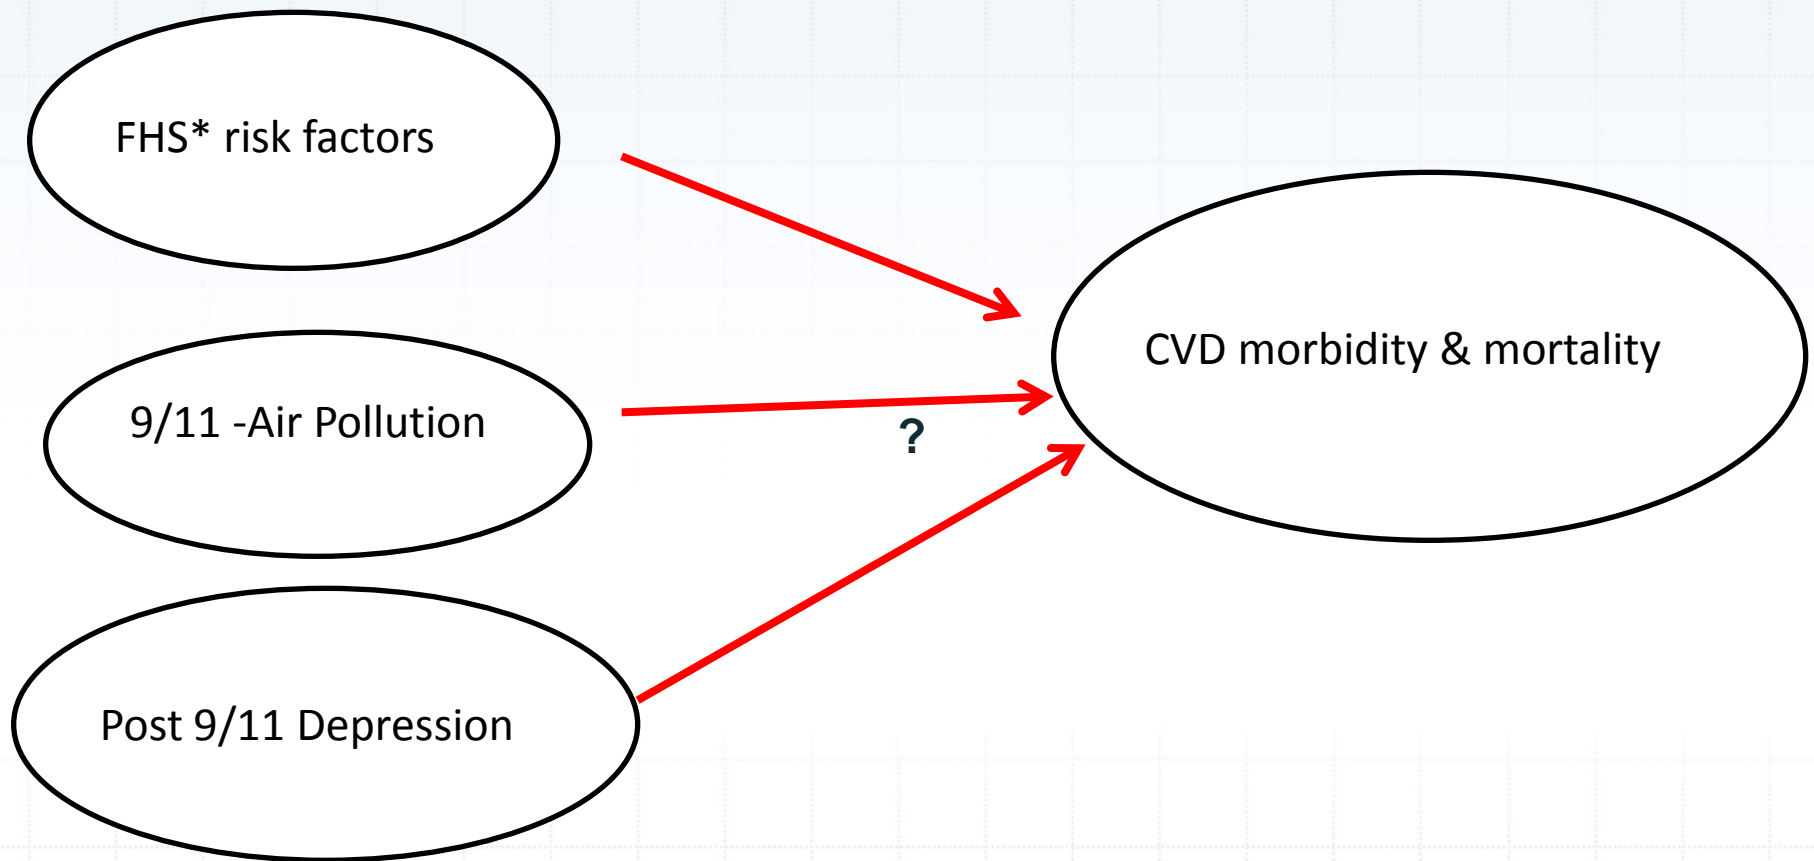 FHS* risk factors
CVD morbidity & mortality
9/11 -Air Pollution
?
Post 9/11 Depression